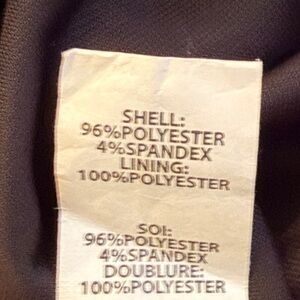 SHELL:
96%POLYESTER
4%SPANDEX
LINING:
100%POLYESTER
SOI:
96%POLYESTER
4%SPANDEX
DOUBLURE:
100%POLYESTER